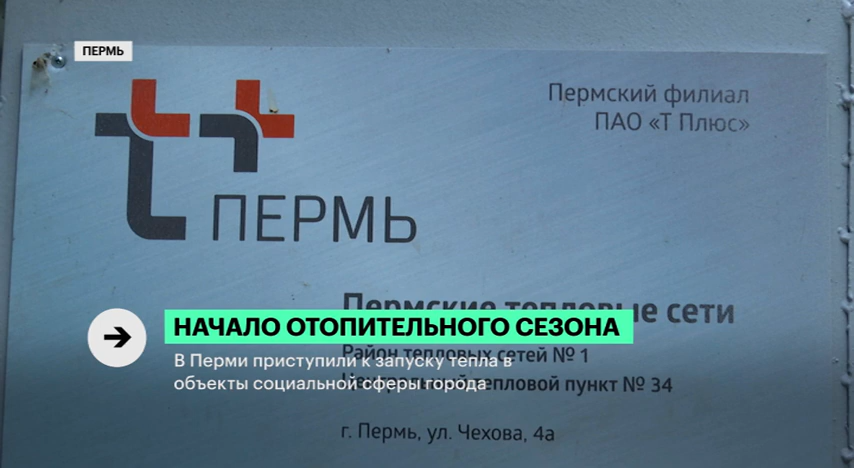 ПЕРМЬ
Пермский филиал
ПАО «Т Плюс»
ПЕРМЬ
Пермские тепловые сети
НАЧАЛО ОТОПИТЕЛЬНОГО СЕЗОНА
Район тепловых сетей № 1
В Перми приступили к запуску тепла в
Центральный тепловой пункт № 34
объекты социальной сферы города
г. Пермь, ул. Чехова, 4а